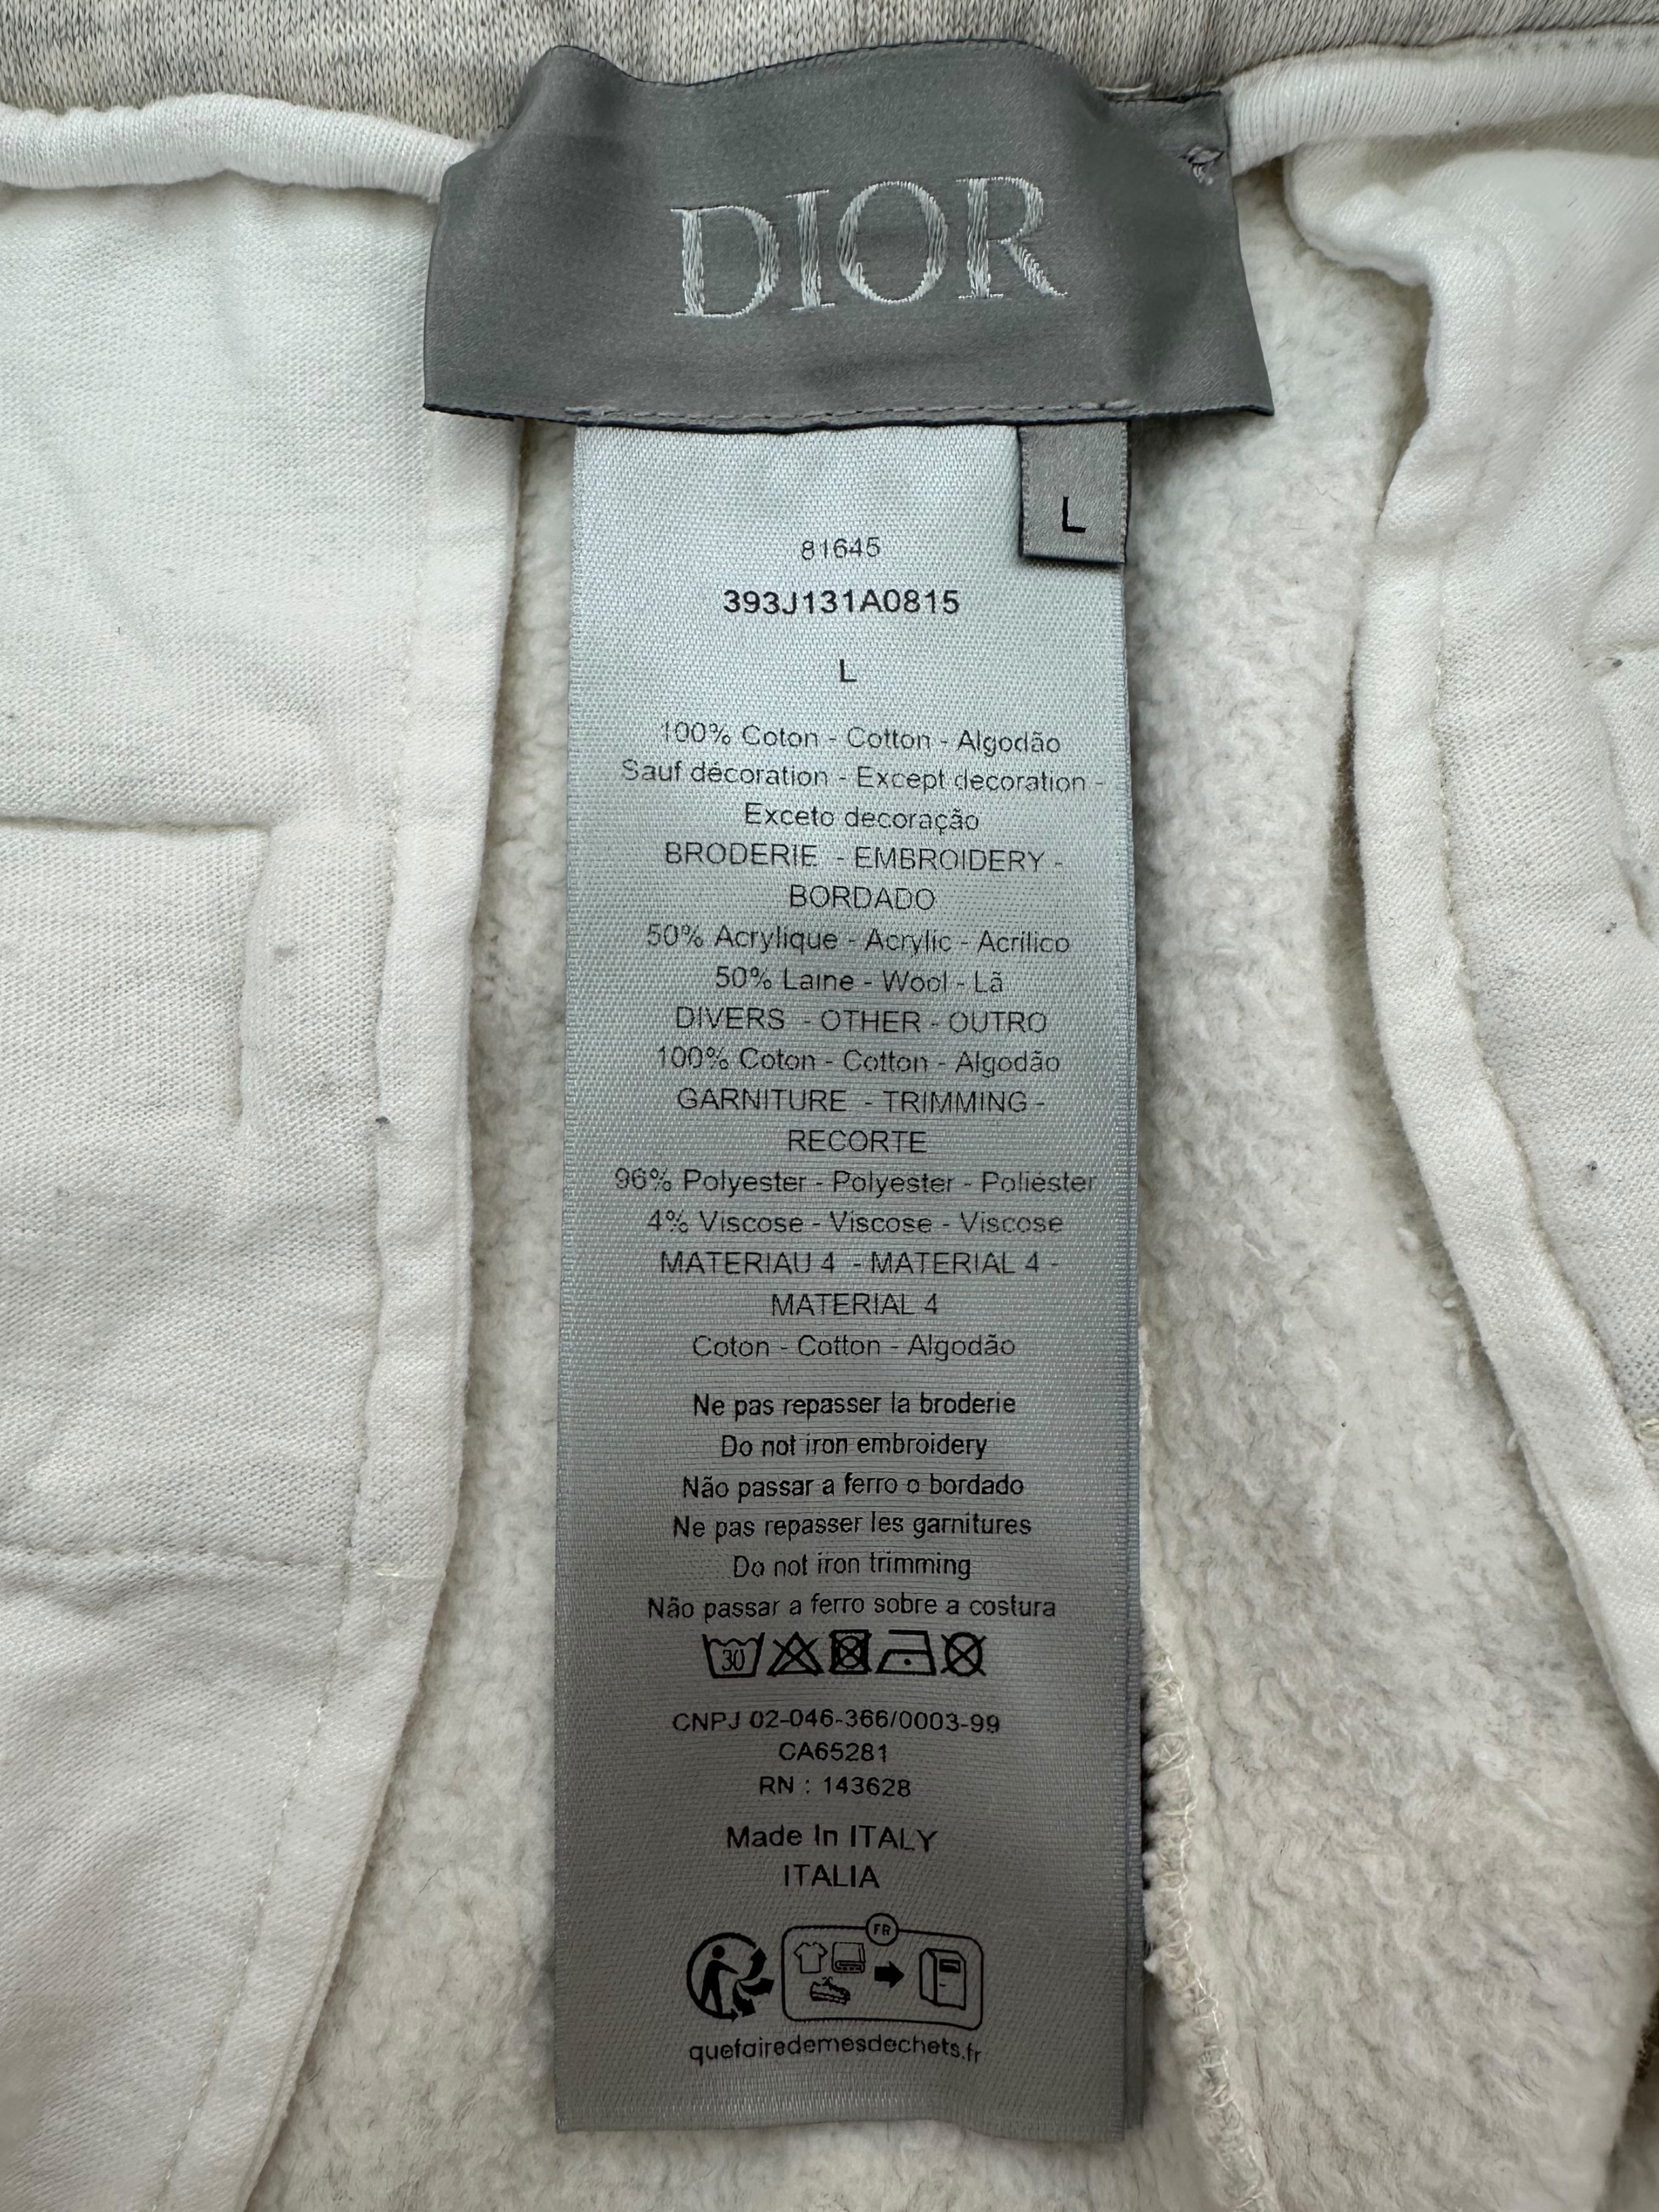 DIOR
L
81645
393J131A0815
L
100% Coton - Cotton - Algodão
Sauf décoration - Except decoration -
Exceto decoração
BRODERIE - EMBROIDERY -
BORDADO
50% Acrylique - Acrylic - Acrílico
50% Laine - Wool - Lã
DIVERS - OTHER - OUTRO
100% Coton - Cotton - Algodão
GARNITURE - TRIMMING -
RECORTE
96% Polyester - Polyester - Poliéster
4% Viscose - Viscose - Viscose
MATERIAU 4 - MATERIAL 4 -
MATERIAL 4
Coton - Cotton - Algodão
Ne pas repasser la broderie
Do not iron embroidery
Não passar a ferro o bordado
Ne pas repasser les garnitures
Do not iron trimming
Não passar a ferro sobre a costura
30
CNPJ 02-046-366/0003-99
CA65281
RN : 143628
Made In ITALY
ITALIA
FR
quefairedemesdechets.fr